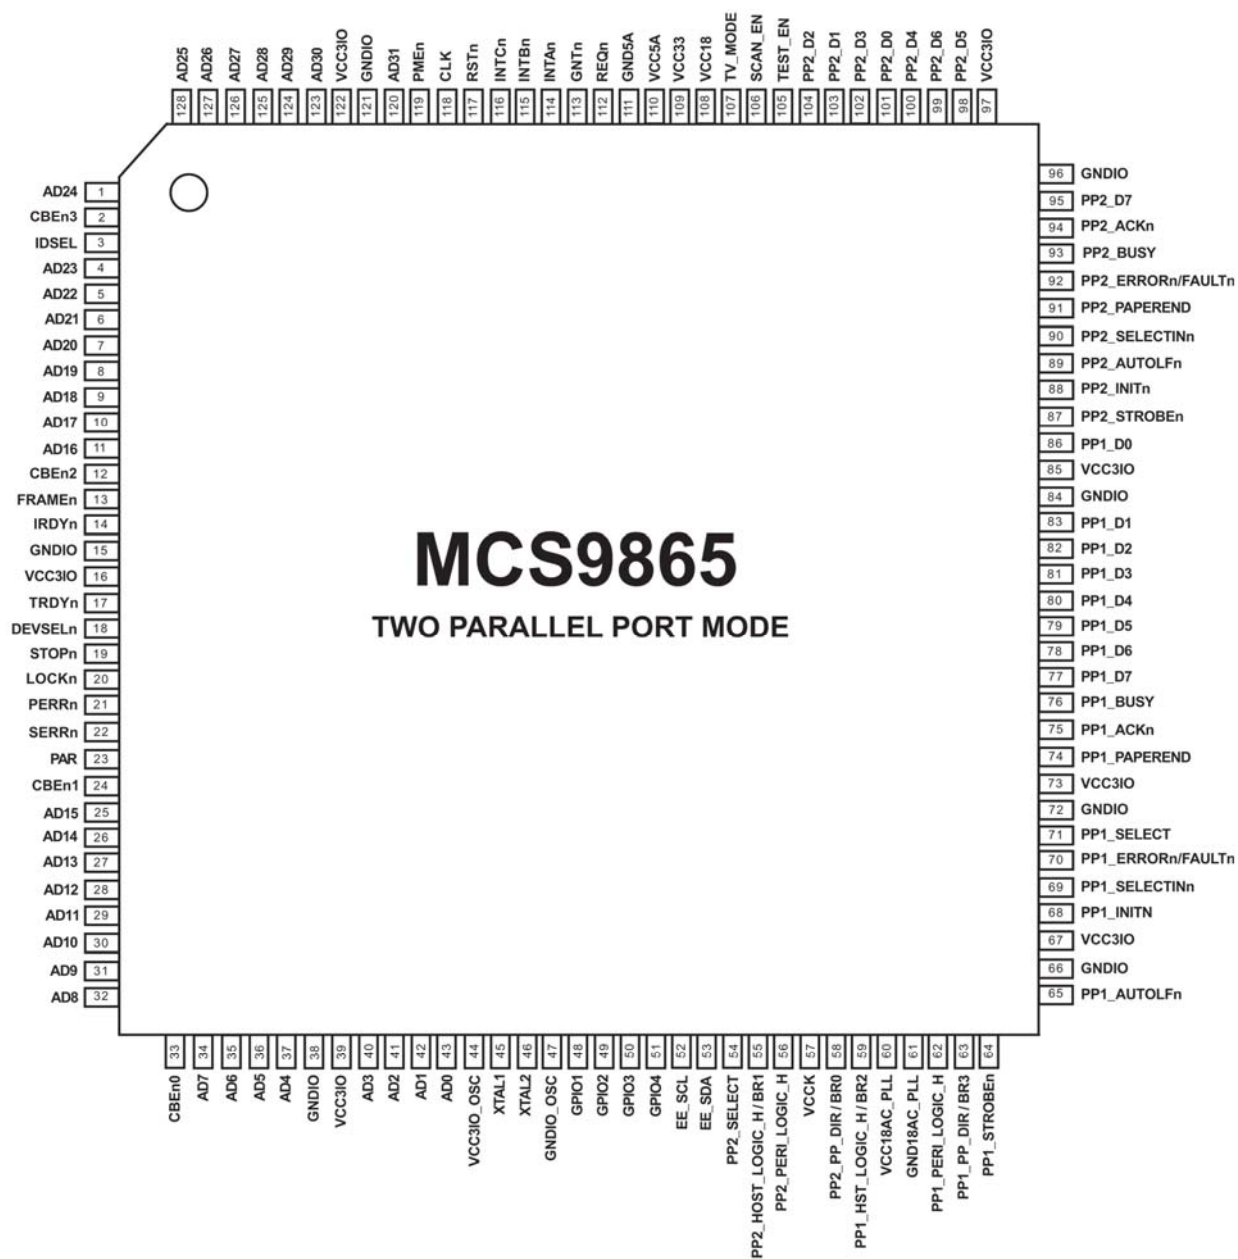 AD25 AD26 AD27 AD28 AD29 AD30 VCC3IO GNDIO AD31 PMEn CLK RSTn INTCn INTBn INTAn GNTn REQn GND5A VCC5A VCC33 VCC18 TV_MODE SCAN_EN TEST_EN PP2_D2 PP2_D1 PP2_D3 PP2_D0 PP2_D4 PP2_D6 PP2_D5 VCC3IO
128 127 126 125 124 123 122 121 120 119 118 117 116 115 114 113 112 111 110 109 108 107 106 105 104 103 102 101 100 99 98 97
AD24 1
CBEn3 2
IDSEL 3
AD23 4
AD22 5
AD21 6
AD20 7
AD19 8
AD18 9
AD17 10
AD16 11
CBEn2 12
FRAMEn 13
IRDYn 14
GNDIO 15
VCC3IO 16
TRDYn 17
DEVSELn 18
STOPn 19
LOCKn 20
PERRn 21
SERRn 22
PAR 23
CBEn1 24
AD15 25
AD14 26
AD13 27
AD12 28
AD11 29
AD10 30
AD9 31
AD8 32
MCS9865
TWO PARALLEL PORT MODE
96 GNDIO
95 PP2_D7
94 PP2_ACKn
93 PP2_BUSY
92 PP2_ERRORn/FAULTn
91 PP2_PAPEREND
90 PP2_SELECTINn
89 PP2_AUTOLFn
88 PP2_INITn
87 PP2_STROBEn
86 PP1_D0
85 VCC3IO
84 GNDIO
83 PP1_D1
82 PP1_D2
81 PP1_D3
80 PP1_D4
79 PP1_D5
78 PP1_D6
77 PP1_D7
76 PP1_BUSY
75 PP1_ACKn
74 PP1_PAPEREND
73 VCC3IO
72 GNDIO
71 PP1_SELECT
70 PP1_ERRORn/FAULTn
69 PP1_SELECTINn
68 PP1_INITN
67 VCC3IO
66 GNDIO
65 PP1_AUTOLFn
33 34 35 36 37 38 39 40 41 42 43 44 45 46 47 48 49 50 51 52 53 54 55 56 57 58 59 60 61 62 63 64
CBEn0 AD7 AD6 AD5 AD4 GNDIO VCC3IO AD3 AD2 AD1 AD0 VCC3IO_OSC XTAL1 XTAL2 GNDIO_OSC GPIO1 GPIO2 GPIO3 GPIO4 EE_SCL EE_SDA PP2_SELECT PP2_HOST_LOGIC_H / BR1 PP2_PERI_LOGIC_H VCCK PP2_PP_DIR / BR0 PP1_HST_LOGIC_H / BR2 VCC18AC_PLL GND18AC_PLL PP1_PERI_LOGIC_H PP1_PP_DIR / BR3 PP1_STROBEn